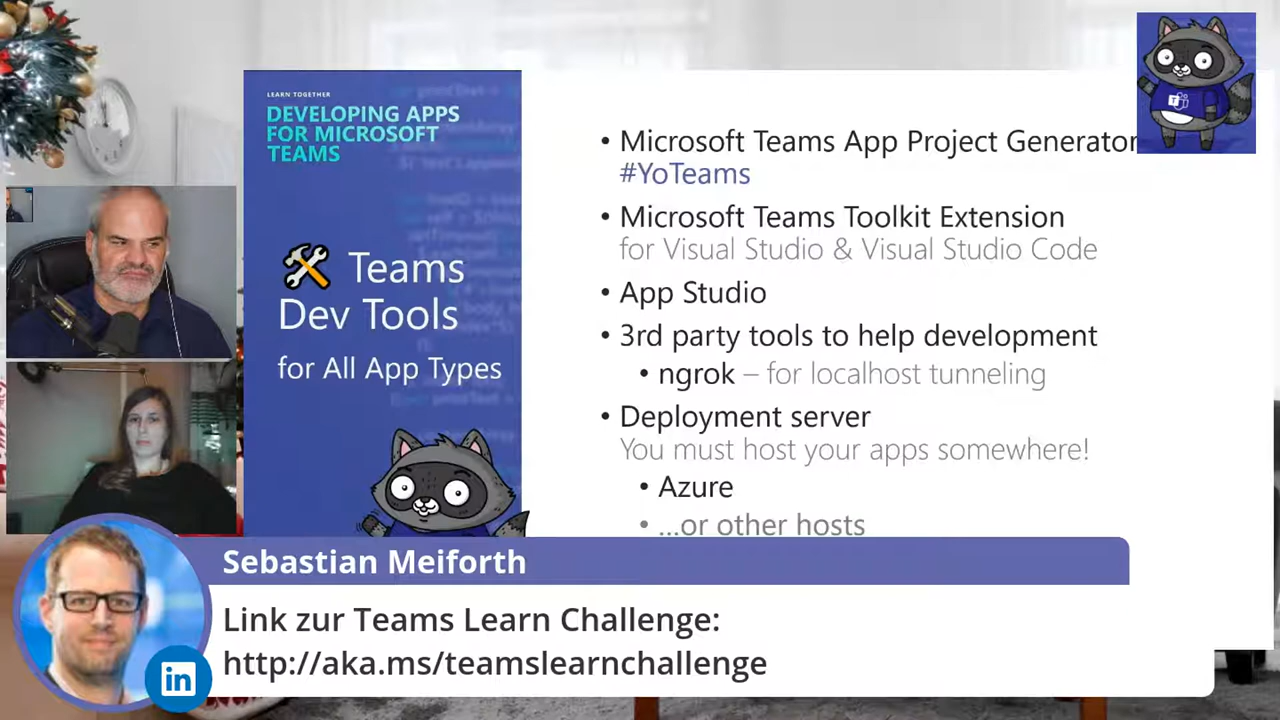 LEARN TOGETHER
DEVELOPING APPS
FOR MICROSOFT
TEAMS
Teams
Dev Tools
for All App Types
• Microsoft Teams App Project Generator
#YoTeams
• Microsoft Teams Toolkit Extension
for Visual Studio & Visual Studio Code
• App Studio
• 3rd party tools to help development
• ngrok – for localhost tunneling
• Deployment server
You must host your apps somewhere!
• Azure
• ...or other hosts
Sebastian Meiforth
Link zur Teams Learn Challenge:
http://aka.ms/teamslearnchallenge
in